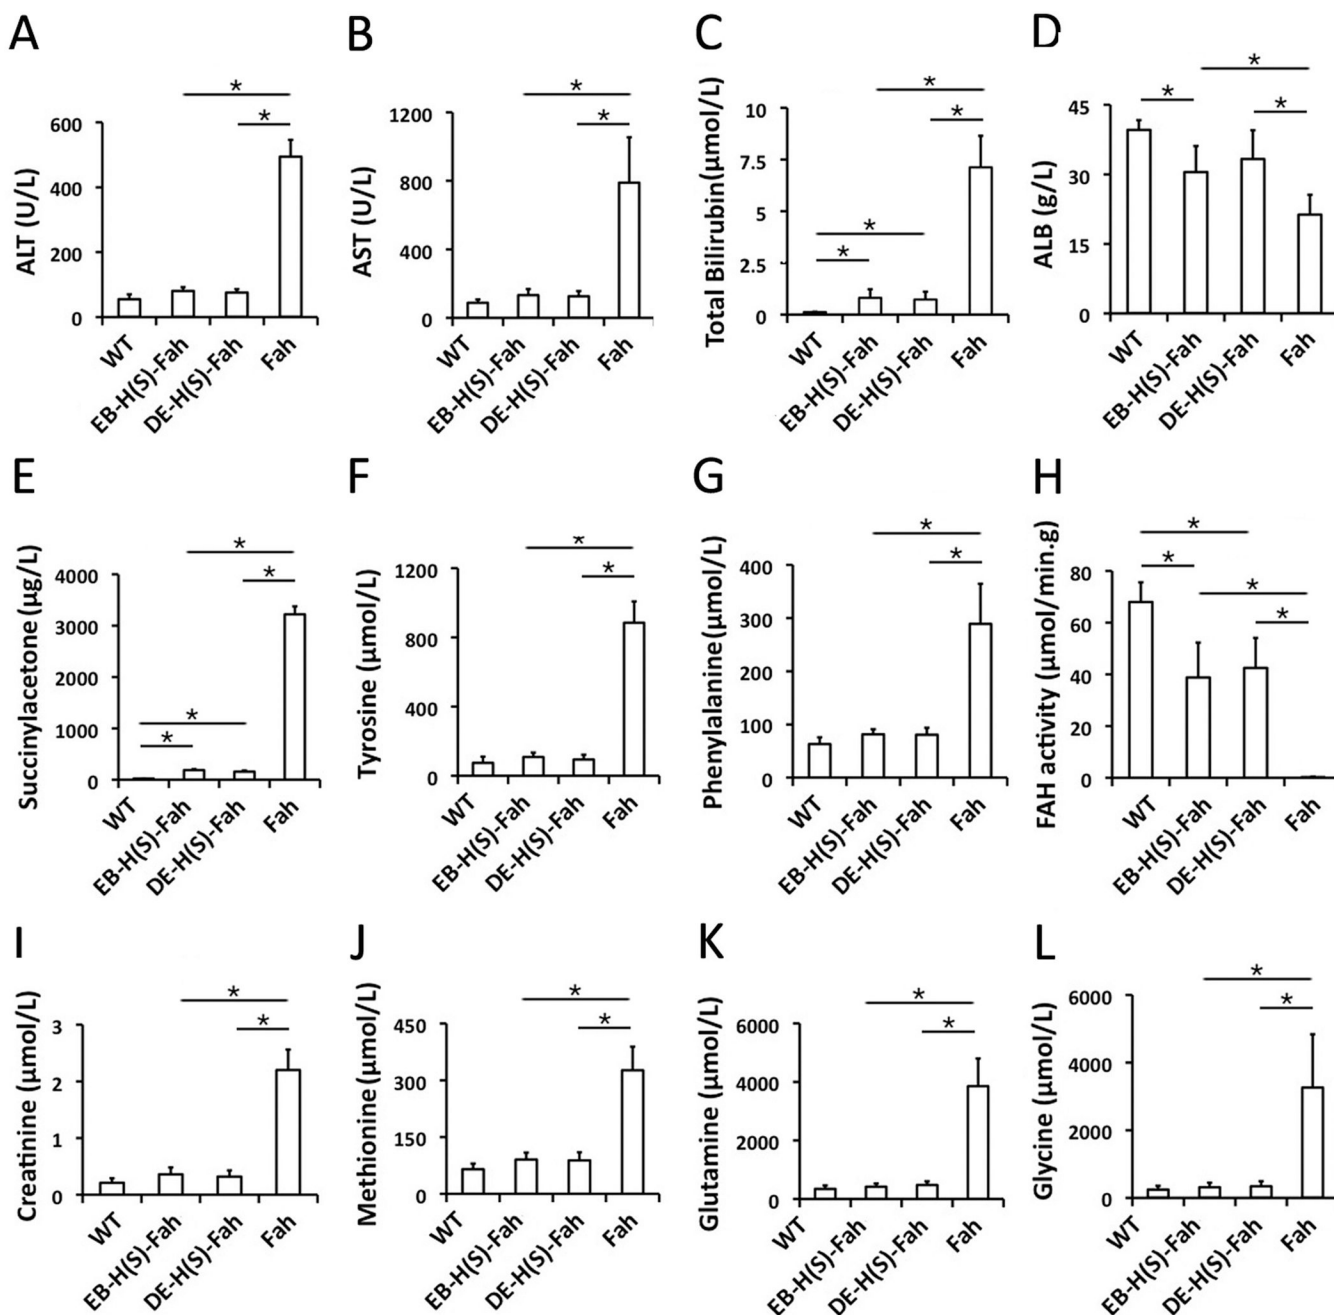 A
ALT (U/L)
600
400
200
0
*
*
WT
EB-H(S)-Fah
DE-H(S)-Fah
Fah
B
AST (U/L)
1200
800
400
0
*
*
WT
EB-H(S)-Fah
DE-H(S)-Fah
Fah
C
Total Bilirubin(μmol/L)
10
7.5
5
2.5
0
*
*
*
*
WT
EB-H(S)-Fah
DE-H(S)-Fah
Fah
D
ALB (g/L)
45
30
15
0
*
*
*
WT
EB-H(S)-Fah
DE-H(S)-Fah
Fah
E
Succinylacetone (μg/L)
4000
3000
2000
1000
0
*
*
*
*
WT
EB-H(S)-Fah
DE-H(S)-Fah
Fah
F
Tyrosine (μmol/L)
1200
800
400
0
*
*
WT
EB-H(S)-Fah
DE-H(S)-Fah
Fah
G
Phenylalanine (μmol/L)
400
300
200
100
0
*
*
WT
EB-H(S)-Fah
DE-H(S)-Fah
Fah
H
FAH activity (μmol/min.g)
80
60
40
20
0
*
*
*
*
WT
EB-H(S)-Fah
DE-H(S)-Fah
Fah
I
Creatinine (μmol/L)
3
2
1
0
*
*
WT
EB-H(S)-Fah
DE-H(S)-Fah
Fah
J
Methionine (μmol/L)
450
300
150
0
*
*
WT
EB-H(S)-Fah
DE-H(S)-Fah
Fah
K
Glutamine (μmol/L)
6000
4000
2000
0
*
*
WT
EB-H(S)-Fah
DE-H(S)-Fah
Fah
L
Glycine (μmol/L)
6000
4000
2000
0
*
*
WT
EB-H(S)-Fah
DE-H(S)-Fah
Fah